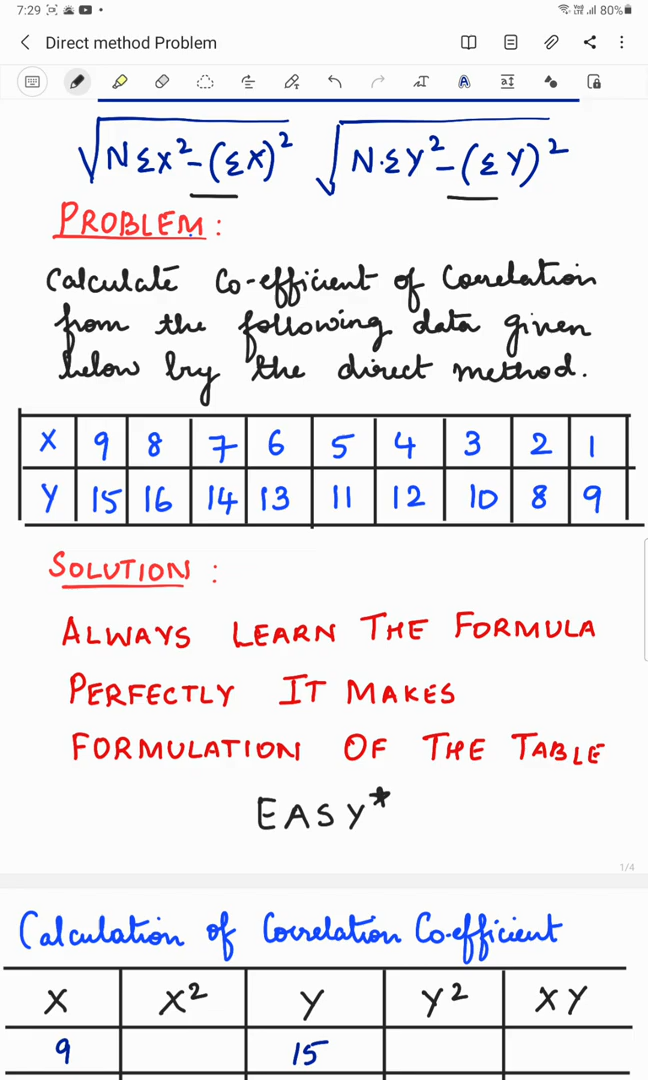 7:29 80%
Direct method Problem
√NΣX²-(ΣX)² √N.ΣY²-(ΣY)²
PROBLEM:
Calculate Co-efficient of Correlation
from the following data given
below by the direct method.
X 9 8 7 6 5 4 3 2 1
Y 15 16 14 13 11 12 10 8 9
SOLUTION :
ALWAYS LEARN THE FORMULA
PERFECTLY IT MAKES
FORMULATION OF THE TABLE
EASY*
1/4
Calculation of Correlation Co-efficient
X X² Y Y² XY
9 15